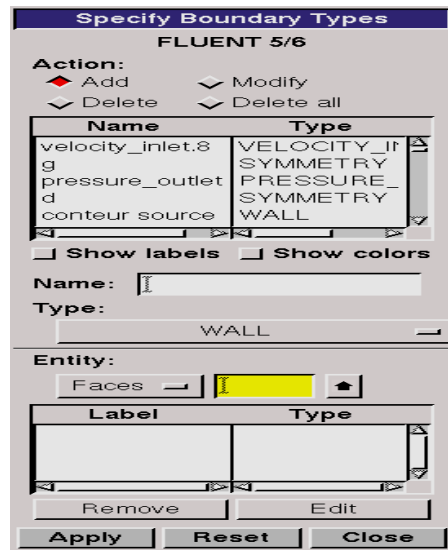 Specify Boundary Types
FLUENT 5/6
Action:
Add Modify
Delete Delete all
Name Type
velocity_inlet.8 VELOCITY_IN
g SYMMETRY
pressure_outlet PRESSURE_
d SYMMETRY
conteur source WALL
Show labels Show colors
Name:
Type:
WALL
Entity:
Faces
Label Type
Remove Edit
Apply Reset Close